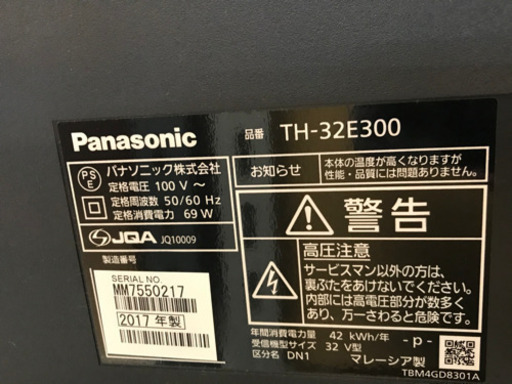 Panasonic
品番 TH-32E300
PSE
パナソニック株式会社
定格電圧 100 V ～
定格周波数 50/60 Hz
定格消費電力 69 W
JQA JQ10009
製造番号
SERIAL NO.
MM7550217
2017 年製
お知らせ
本体の温度が高くなりますが
性能・品質には問題ありません。
警告
高圧注意
サービスマン以外の方は、
裏ぶたをあけないでください。
内部には高電圧部分が数多く
あり、万一さわると危険です。
年間消費電力量 42 kWh/年
受信機型サイズ 32 V型
区分名 DN1
-p-
マレーシア製
TBM4GD8301A